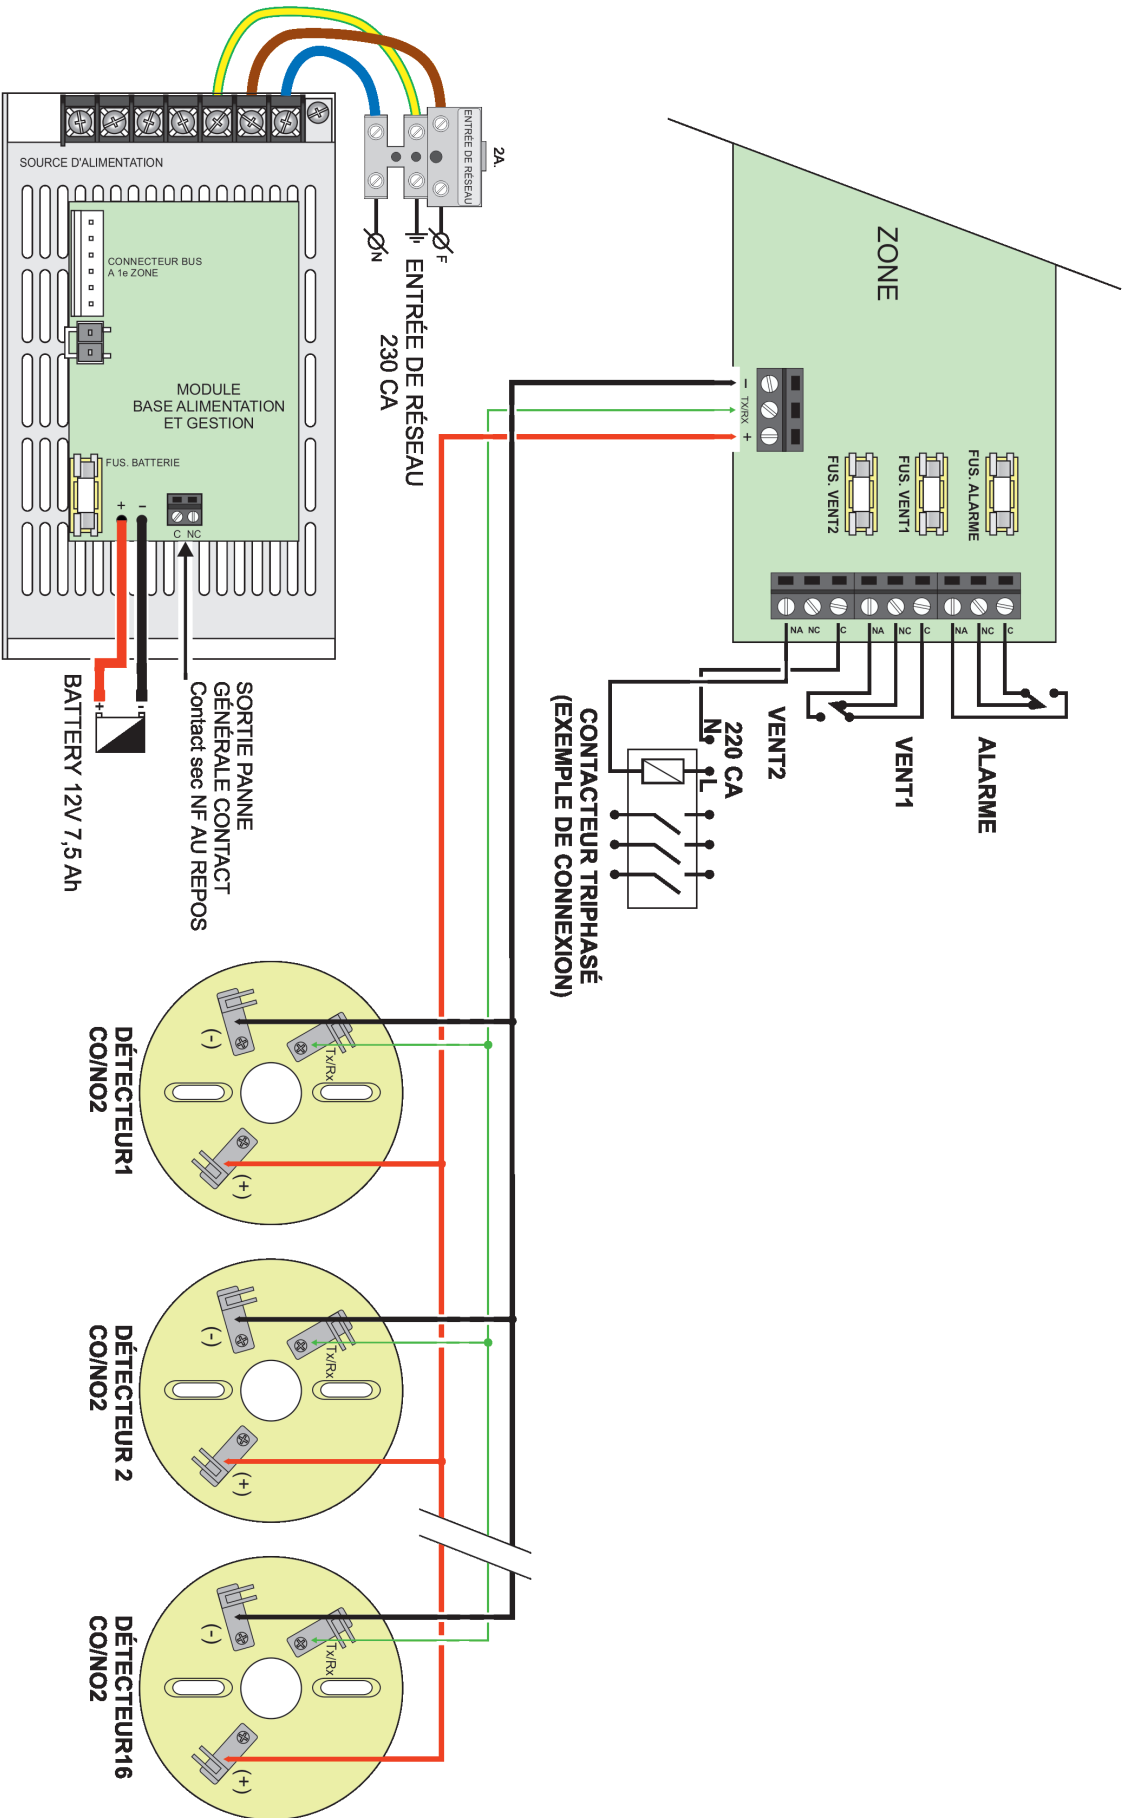 2A.
ENTRÉE DE RÉSEAU
N
F
ENTRÉE DE RÉSEAU
230 CA
SOURCE D'ALIMENTATION
CONNECTEUR BUS
A 1e ZONE
MODULE
BASE ALIMENTATION
ET GESTION
FUS. BATTERIE
+ -
C NC
+ -
BATTERY 12V 7,5 Ah
SORTIE PANNE
GÉNÉRALE CONTACT
Contact sec NF AU REPOS
ZONE
- TX/RX +
FUS. ALARME
FUS. VENT1
FUS. VENT2
NA NC C NA NC C NA NC C
ALARME
VENT1
VENT2
220 CA
N L
CONTACTEUR TRIPHASÉ
(EXEMPLE DE CONNEXION)
(-)
Tx/Rx
(+)
DÉTECTEUR1
CO/NO2
(-)
Tx/Rx
(+)
DÉTECTEUR 2
CO/NO2
(-)
Tx/Rx
(+)
DÉTECTEUR16
CO/NO2